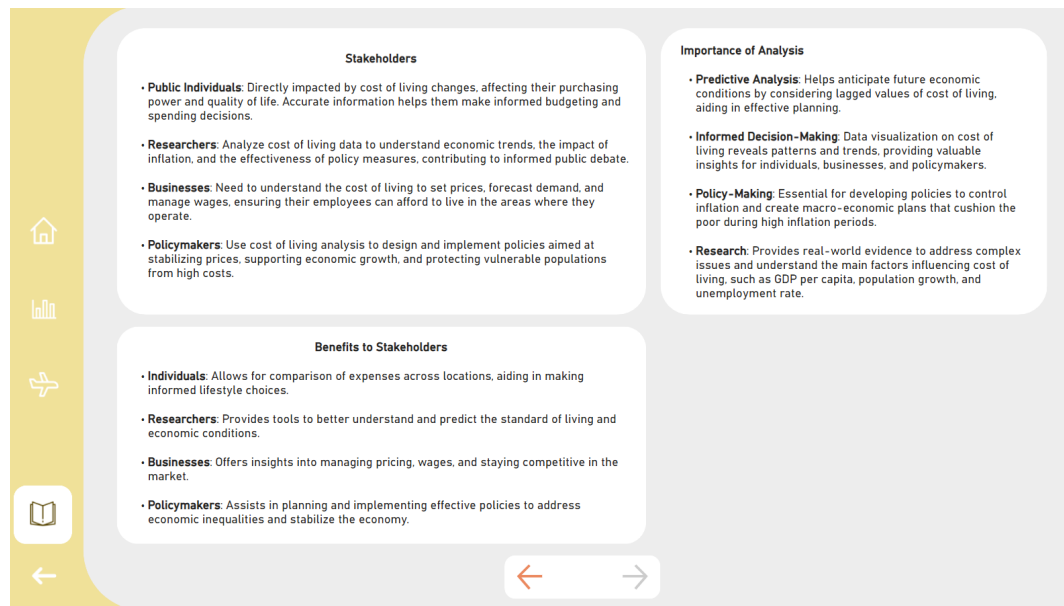 Stakeholders
• Public Individuals: Directly impacted by cost of living changes, affecting their purchasing
power and quality of life. Accurate information helps them make informed budgeting and
spending decisions.
• Researchers: Analyze cost of living data to understand economic trends, the impact of
inflation, and the effectiveness of policy measures, contributing to informed public debate.
• Businesses: Need to understand the cost of living to set prices, forecast demand, and
manage wages, ensuring their employees can afford to live in the areas where they
operate.
• Policymakers: Use cost of living analysis to design and implement policies aimed at
stabilizing prices, supporting economic growth, and protecting vulnerable populations
from high costs.
Importance of Analysis
• Predictive Analysis: Helps anticipate future economic
conditions by considering lagged values of cost of living,
aiding in effective planning.
• Informed Decision-Making: Data visualization on cost of
living reveals patterns and trends, providing valuable
insights for individuals, businesses, and policymakers.
• Policy-Making: Essential for developing policies to control
inflation and create macro-economic plans that cushion the
poor during high inflation periods.
• Research: Provides real-world evidence to address complex
issues and understand the main factors influencing cost of
living, such as GDP per capita, population growth, and
unemployment rate.
Benefits to Stakeholders
• Individuals: Allows for comparison of expenses across locations, aiding in making
informed lifestyle choices.
• Researchers: Provides tools to better understand and predict the standard of living and
economic conditions.
• Businesses: Offers insights into managing pricing, wages, and staying competitive in the
market.
• Policymakers: Assists in planning and implementing effective policies to address
economic inequalities and stabilize the economy.